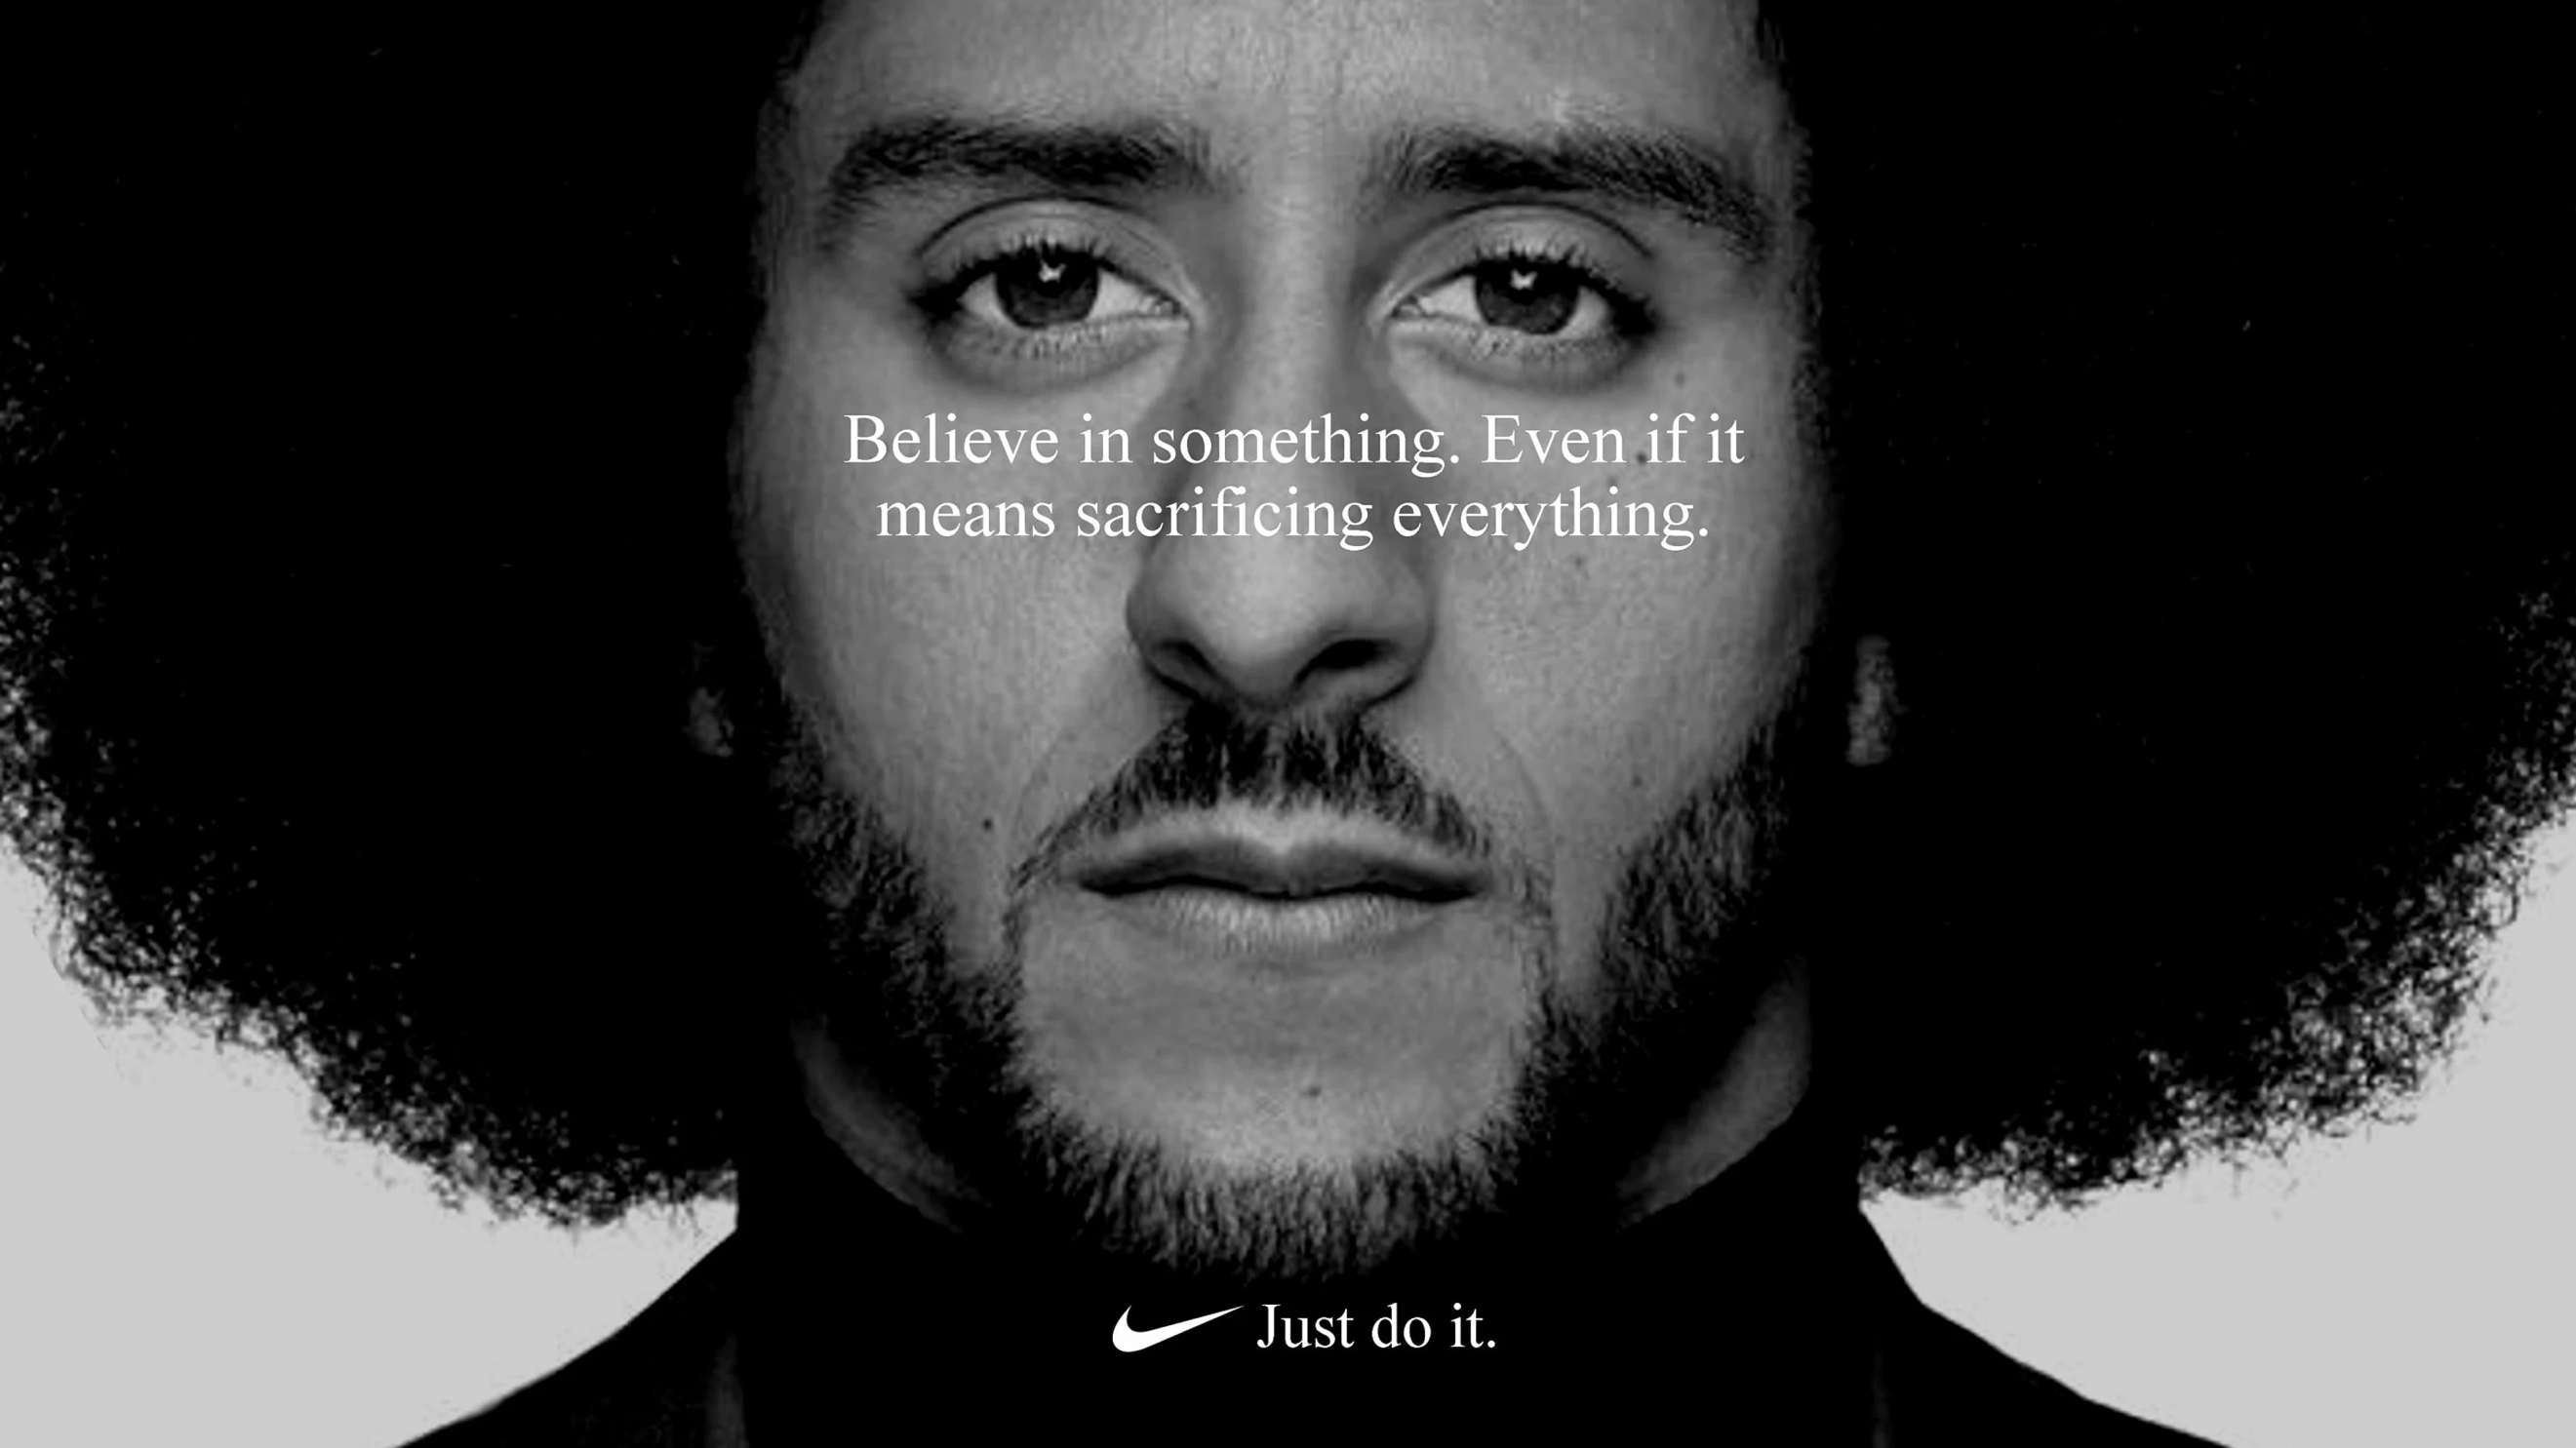 Believe in something. Even if it
means sacrificing everything.
Just do it.